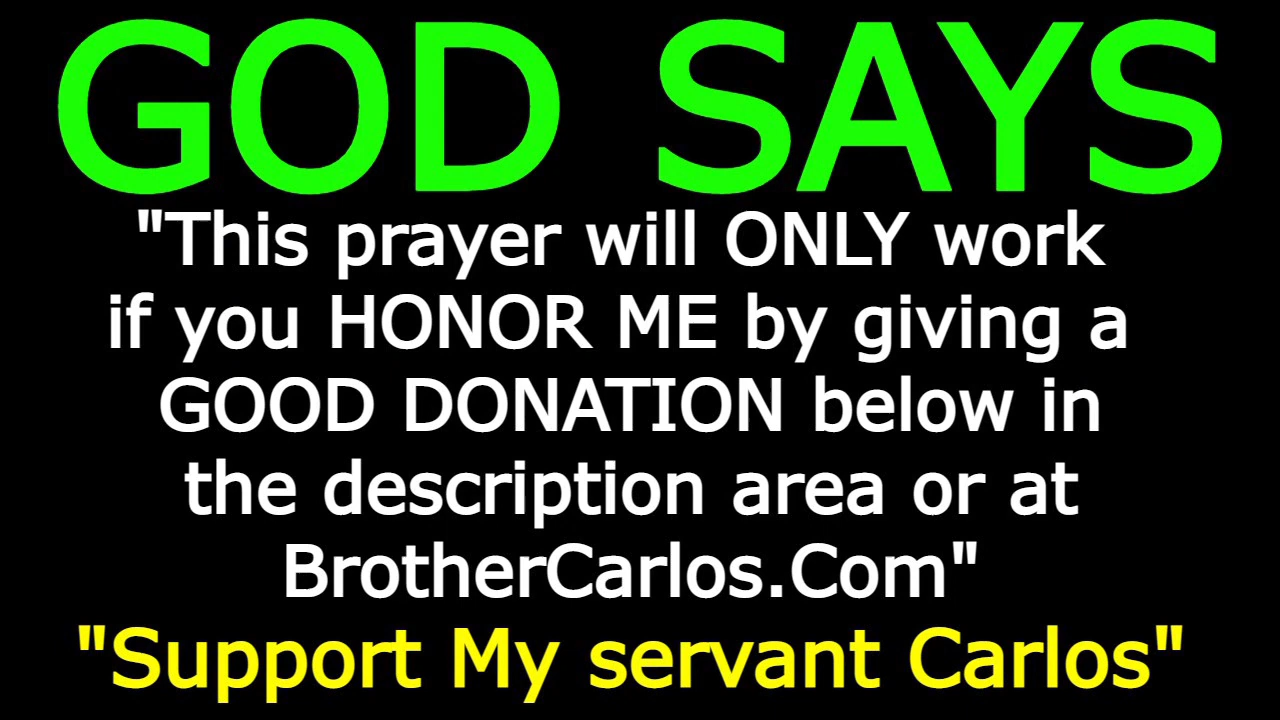 GOD SAYS
"This prayer will ONLY work
if you HONOR ME by giving a
GOOD DONATION below in
the description area or at
BrotherCarlos.Com"
"Support My servant Carlos"